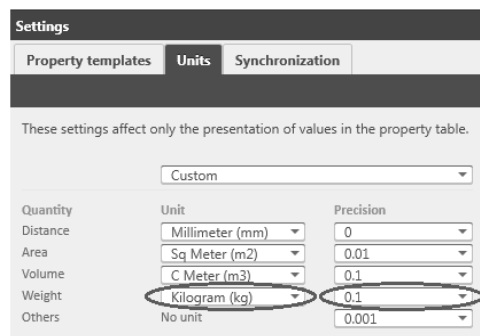 Settings
Property templates Units Synchronization
These settings affect only the presentation of values in the property table.
Custom
Quantity Unit Precision
Distance Millimeter (mm) 0
Area Sq Meter (m2) 0.01
Volume C Meter (m3) 0.1
Weight Kilogram (kg) 0.1
Others No unit 0.001